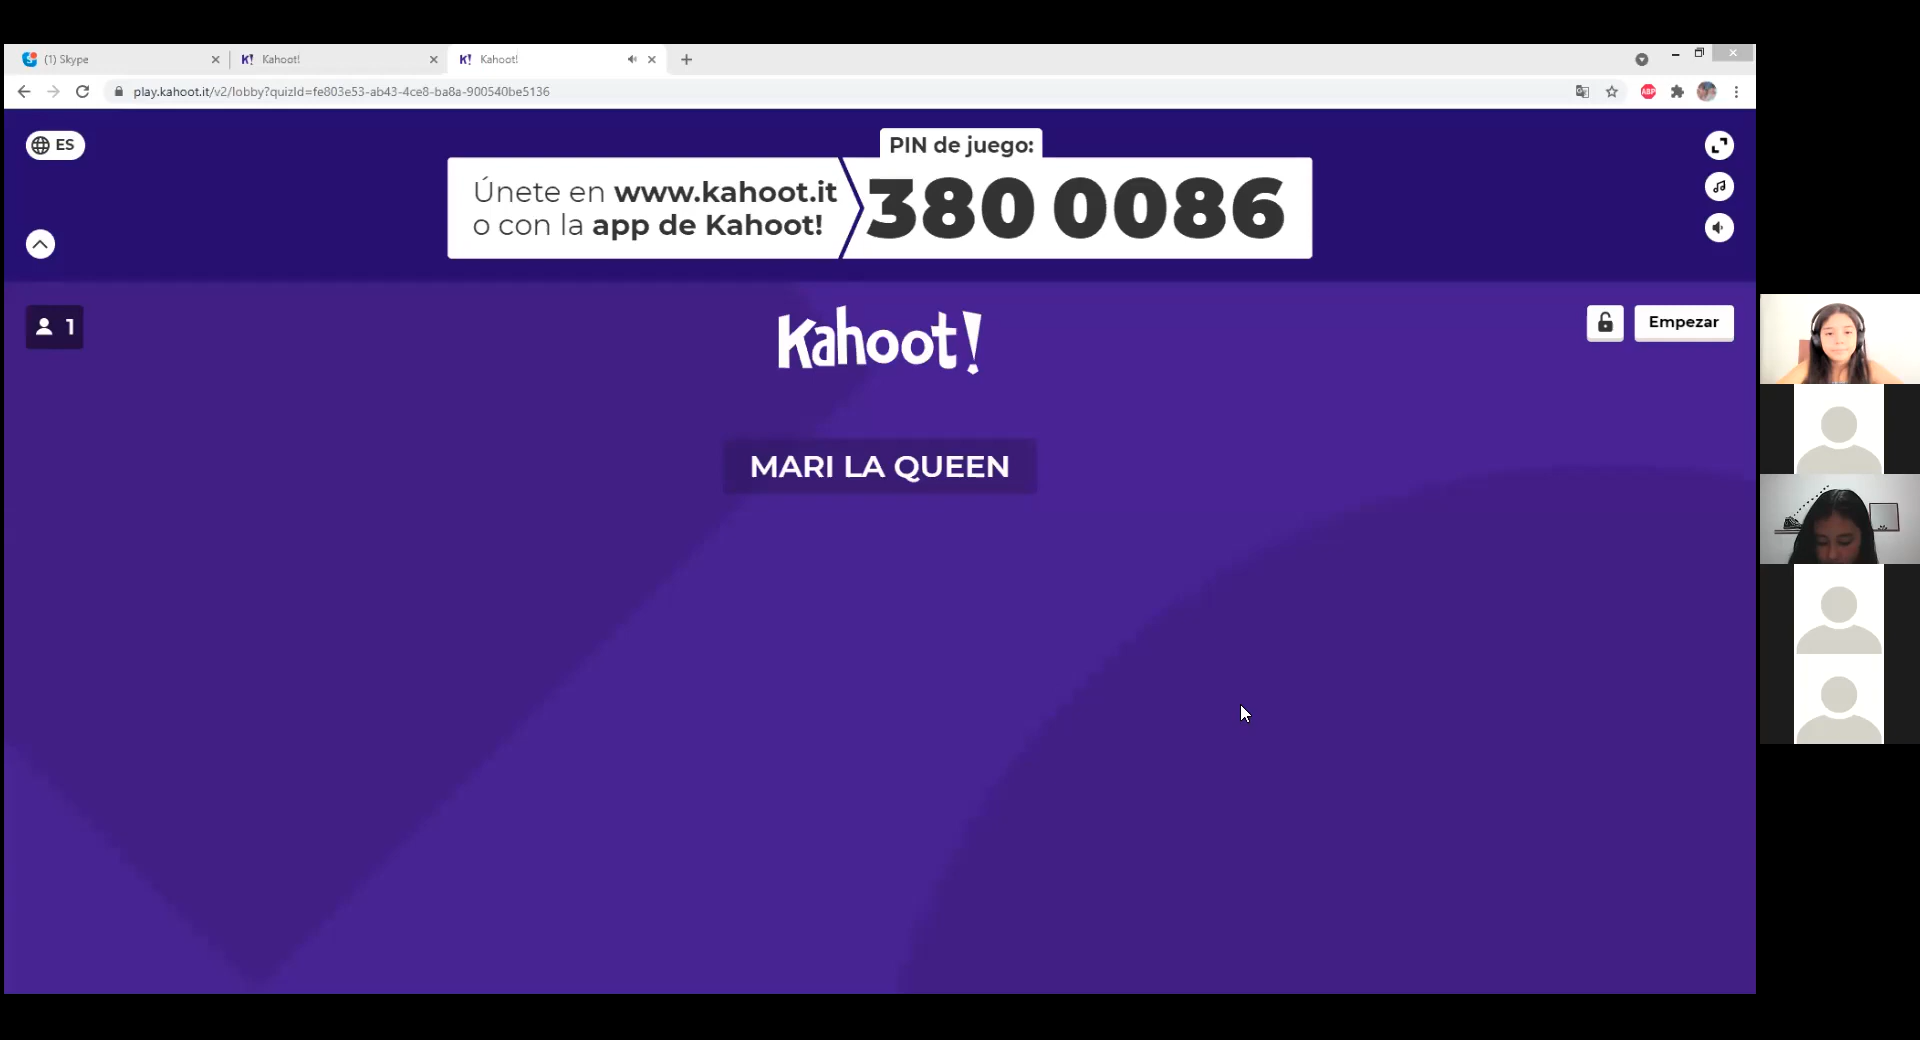 (1) Skype
Kahoot!
Kahoot!
play.kahoot.it/v2/lobby?quizId=fe803e53-ab43-4ce8-ba8a-900540be5136
ABP
ES
PIN de juego:
Únete en www.kahoot.it
o con la app de Kahoot!
380 0086
1
Kahoot!
Empezar
MARI LA QUEEN